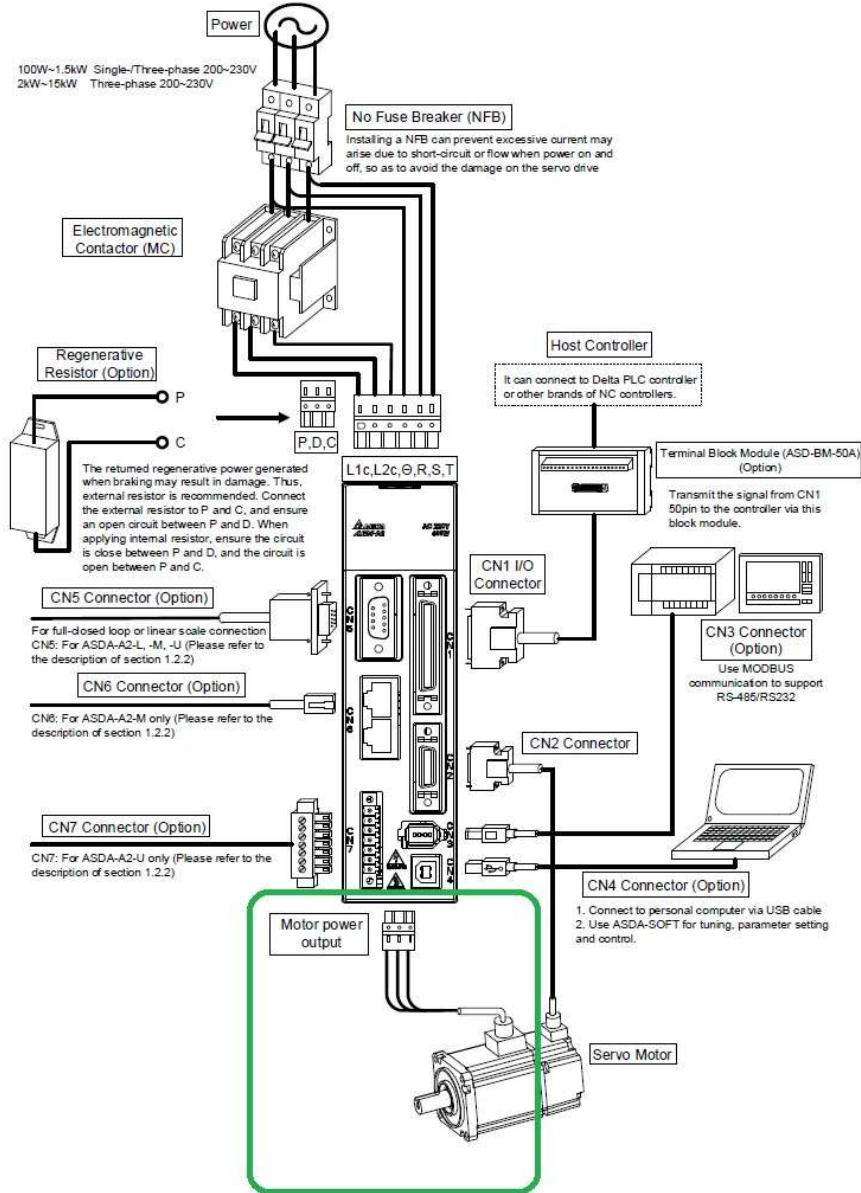 Power
100W~1.5kW Single-/Three-phase 200~230V
2kW~15kW Three-phase 200~230V
No Fuse Breaker (NFB)
Installing a NFB can prevent excessive current may
arise due to short-circuit or flow when power on and
off, so as to avoid the damage on the servo drive
Electromagnetic
Contactor (MC)
Regenerative
Resistor (Option)
P
C
P,D,C
L1c,L2c,Θ,R,S,T
The returned regenerative power generated
when braking may result in damage. Thus,
external resistor is recommended. Connect
the external resistor to P and C, and ensure
an open circuit between P and D. When
applying internal resistor, ensure the circuit
is close between P and D, and the circuit is
open between P and C.
Host Controller
It can connect to Delta PLC controller
or other brands of NC controllers.
Terminal Block Module (ASD-BM-50A)
(Option)
Transmit the signal from CN1
50pin to the controller via this
block module.
CN1 I/O
Connector
CN5 Connector (Option)
For full-closed loop or linear scale connection
CN5: For ASDA-A2-L, -M, -U (Please refer to
the description of section 1.2.2)
CN6 Connector (Option)
CN6: For ASDA-A2-M only (Please refer to the
description of section 1.2.2)
CN3 Connector
(Option)
Use MODBUS
communication to support
RS-485/RS232
CN2 Connector
CN7 Connector (Option)
CN7: For ASDA-A2-U only (Please refer to the
description of section 1.2.2)
CN5
CN1
CN6
CN2
CN7
CN3
CN4
CN4 Connector (Option)
1. Connect to personal computer via USB cable
2. Use ASDA-SOFT for tuning, parameter setting
and control.
Motor power
output
Servo Motor